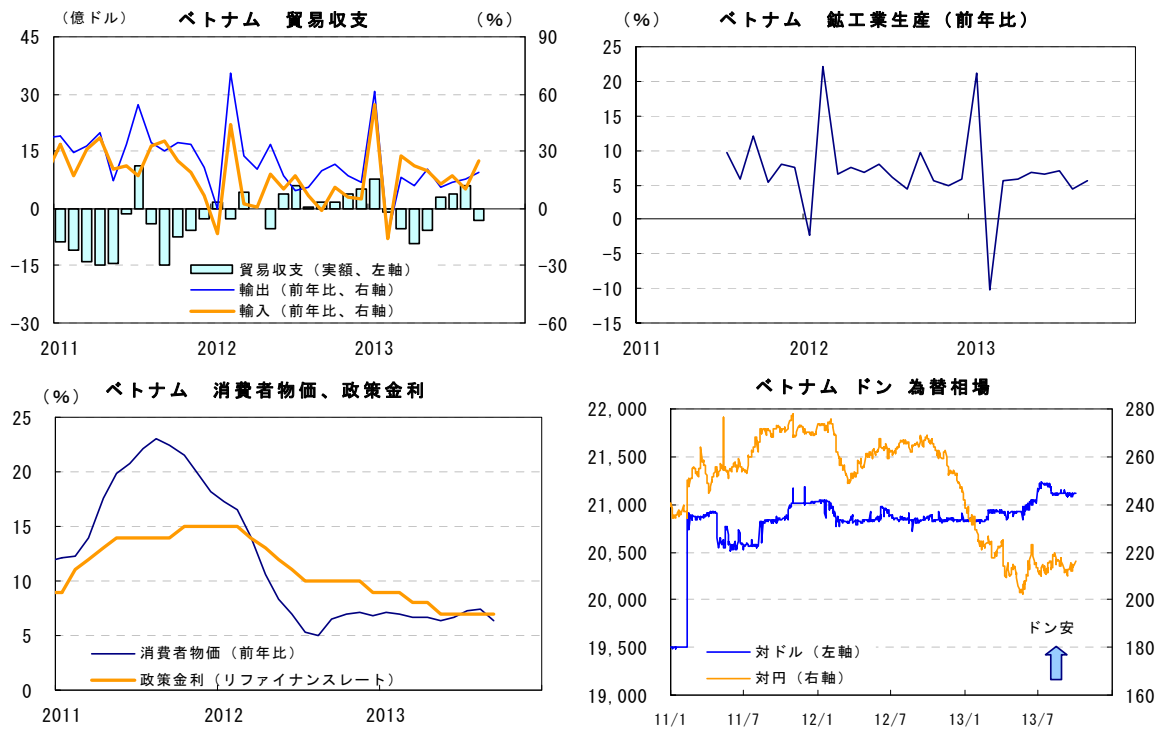 ベトナム 貿易収支
（億ドル）
（%）
45
30
15
0
-15
-30
90
60
30
0
-30
-60
貿易収支（実額、左軸）
輸出（前年比、右軸）
輸入（前年比、右軸）
2011 2012 2013
ベトナム 鉱工業生産（前年比）
（%）
25
20
15
10
5
0
-5
-10
-15
2011 2012 2013
ベトナム 消費者物価、政策金利
（%）
25
20
15
10
5
0
消費者物価（前年比）
政策金利（リファイナンスレート）
2011 2012 2013
ベトナム ドン 為替相場
22,000
21,500
21,000
20,500
20,000
19,500
19,000
280
260
240
220
200
180
160
ドン安
対ドル（左軸）
対円（右軸）
11/1 11/7 12/1 12/7 13/1 13/7